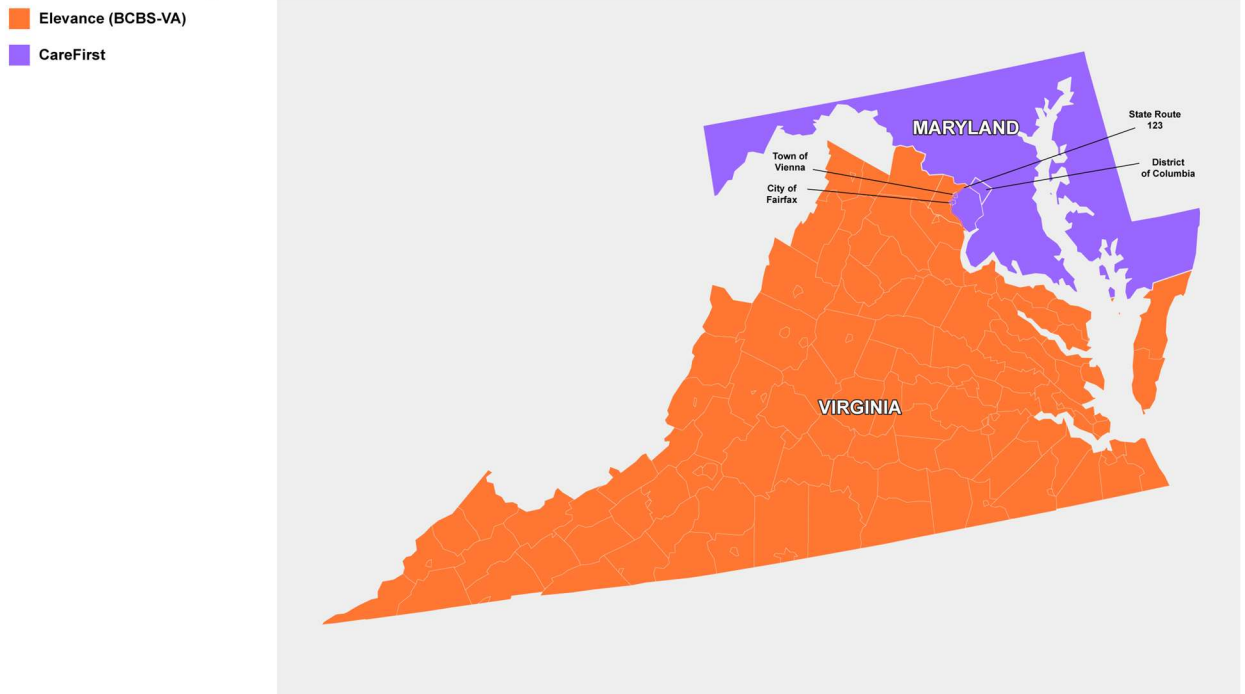 Elevance (BCBS-VA)
CareFirst
MARYLAND
State Route
123
Town of
Vienna
District
of Columbia
City of
Fairfax
VIRGINIA